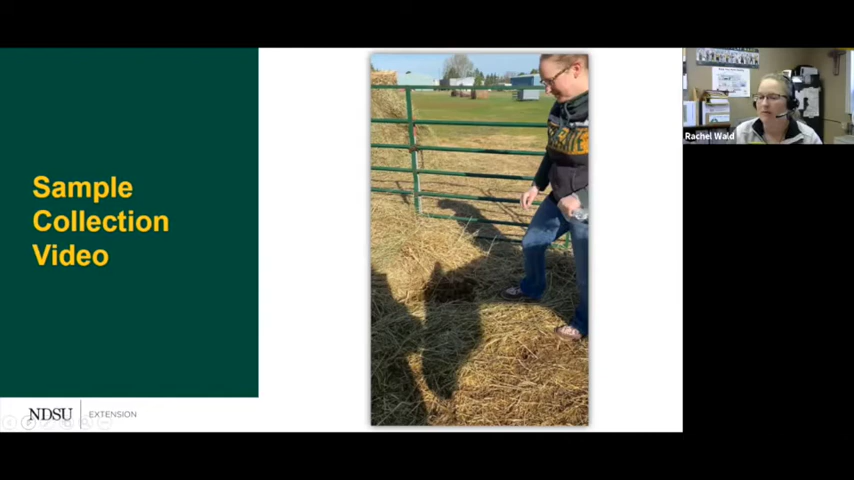 Sample
Collection
Video
NDSU
EXTENSION
Rachel Wald